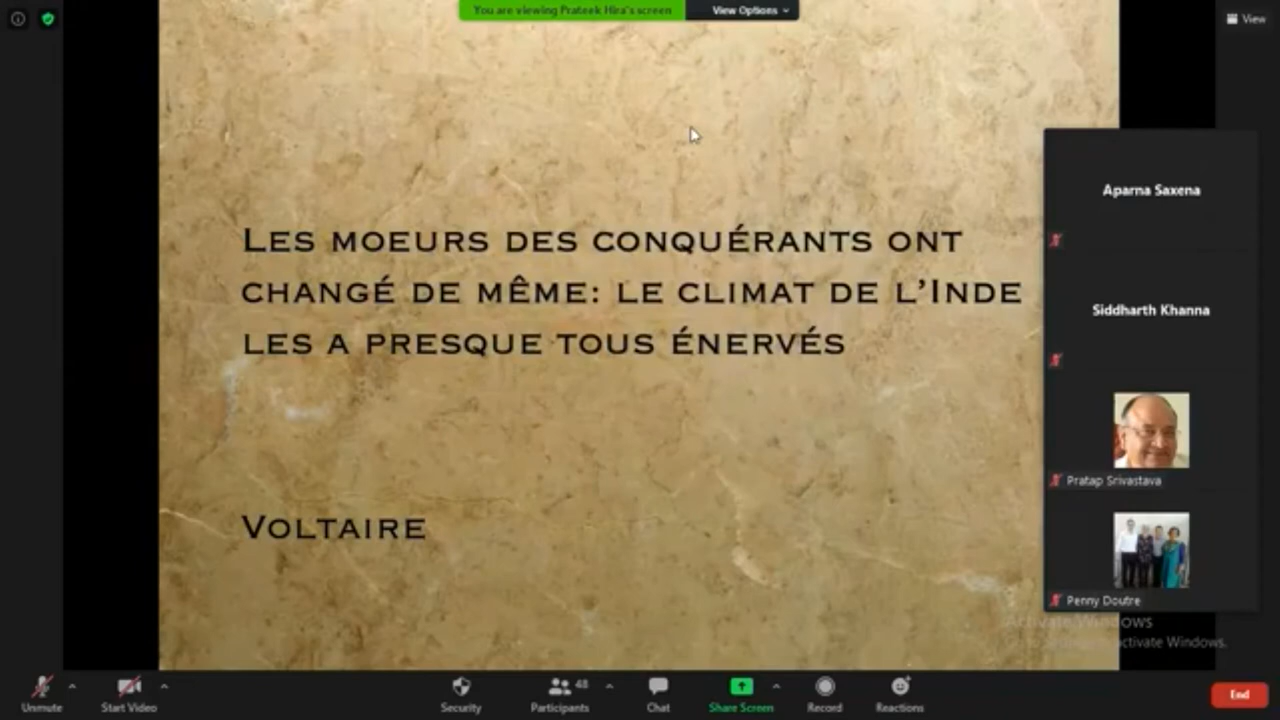 You are viewing Prateek Hira's screen
View Options
View
LES MOEURS DES CONQUÉRANTS ONT
CHANGÉ DE MÊME: LE CLIMAT DE L'INDE
LES A PRESQUE TOUS ÉNERVÉS
VOLTAIRE
Aparna Saxena
Siddharth Khanna
Pratap Srivastava
Penny Doutre
Activate Windows
activate Windows.
Unmute
Start Video
Security
48
Participants
Chat
Share Screen
Record
Reactions
End